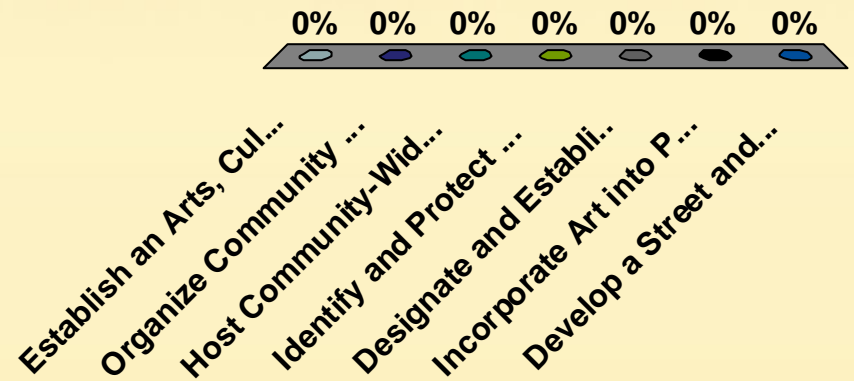 0% 0% 0% 0% 0% 0% 0%
Establish an Arts, Cul...
Organize Community ...
Host Community-Wid...
Identify and Protect ...
Designate and Establi..
Incorporate Art into P...
Develop a Street and...